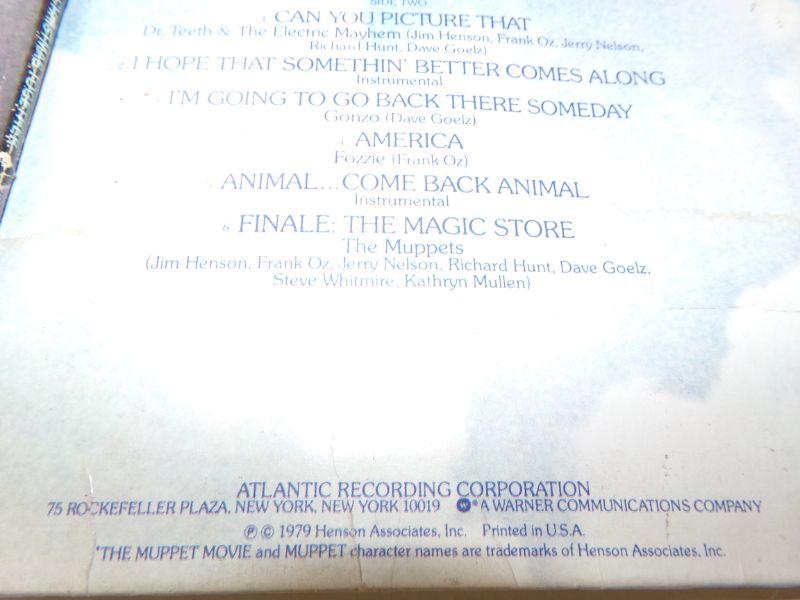 SIDE TWO
1. CAN YOU PICTURE THAT
Dr. Teeth & The Electric Mayhem (Jim Henson, Frank Oz, Jerry Nelson,
Richard Hunt, Dave Goelz)
2. I HOPE THAT SOMETHIN' BETTER COMES ALONG
Instrumental
I'M GOING TO GO BACK THERE SOMEDAY
Gonzo (Dave Goelz)
4. AMERICA
Fozzie (Frank Oz)
ANIMAL...COME BACK ANIMAL
Instrumental
6. FINALE: THE MAGIC STORE
The Muppets
(Jim Henson, Frank Oz, Jerry Nelson, Richard Hunt, Dave Goelz,
Steve Whitmire, Kathryn Mullen)
ATLANTIC RECORDING CORPORATION
75 ROCKEFELLER PLAZA, NEW YORK, NEW YORK 10019 ® A WARNER COMMUNICATIONS COMPANY
℗ © 1979 Henson Associates, Inc. Printed in U.S.A.
*THE MUPPET MOVIE and MUPPET character names are trademarks of Henson Associates, Inc.